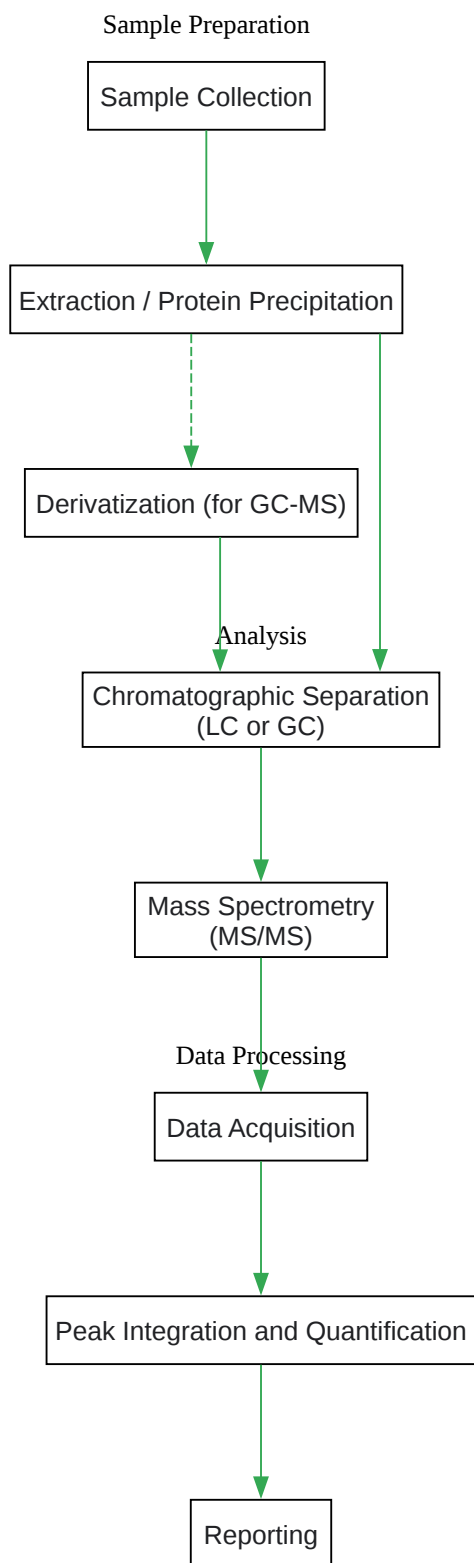 Sample Preparation
Sample Collection
Extraction / Protein Precipitation
Derivatization (for GC-MS)
Analysis
Chromatographic Separation
(LC or GC)
Mass Spectrometry
(MS/MS)
Data Processing
Data Acquisition
Peak Integration and Quantification
Reporting